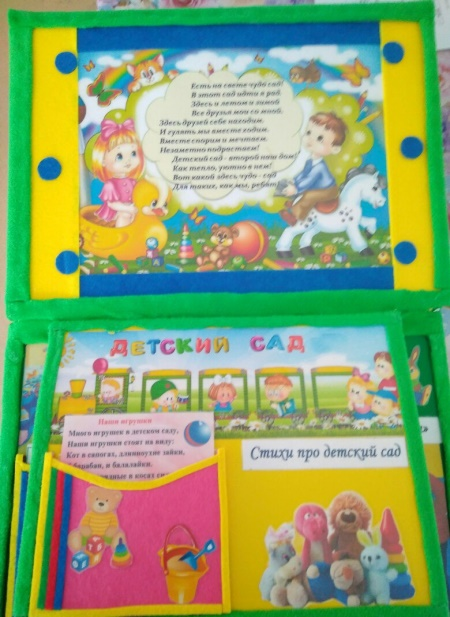 Есть на свете чудо сад!
В этот сад идти я рад.
Здесь и летом и зимой
Все друзья мои со мной.
Здесь друзей себе находим.
И гулять мы вместе ходим.
Вместе спорим и мечтаем.
Незаметно подрастаем!
Детский сад - второй наш дом!
Как тепло, уютно в нем!
Вот какой здесь чудо - сад
Для таких, как мы, ребят
ДЕТСКИЙ САД
Наши игрушки
Много игрушек в детском саду,
Наши игрушки стоят на виду:
Кот в сапогах, длинноухие зайки,
барабан, и балалайки.
в косах
Стихи про детский сад